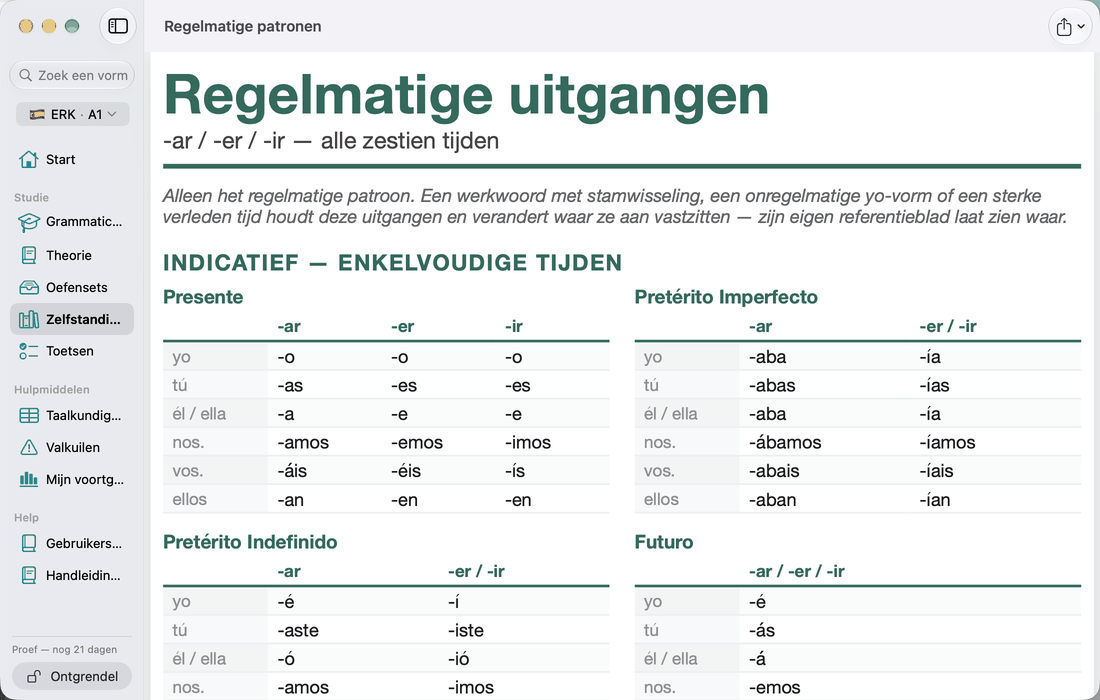 Regelmatige patronen
Zoek een vorm
ERK · A1
Start
Studie
Grammatic...
Theorie
Oefensets
Zelfstandi...
Toetsen
Hulpmiddelen
Taalkundig...
Valkuilen
Mijn voortg...
Help
Gebruikers...
Handleidin...
Proef — nog 21 dagen
Ontgrendel
Regelmatige uitgangen
-ar / -er / -ir — alle zestien tijden
Alleen het regelmatige patroon. Een werkwoord met stamwisseling, een onregelmatige yo-vorm of een sterke
verleden tijd houdt deze uitgangen en verandert waar ze aan vastzitten — zijn eigen referentieblad laat zien waar.
INDICATIEF — ENKELVOUDIGE TIJDEN
Presente
-ar -er -ir
yo -o -o -o
tú -as -es -es
él / ella -a -e -e
nos. -amos -emos -imos
vos. -áis -éis -ís
ellos -an -en -en
Pretérito Imperfecto
-ar -er / -ir
yo -aba -ía
tú -abas -ías
él / ella -aba -ía
nos. -ábamos -íamos
vos. -abais -íais
ellos -aban -ían
Pretérito Indefinido
-ar -er / -ir
yo -é -í
tú -aste -iste
él / ella -ó -ió
nos. -amos -imos
Futuro
-ar / -er / -ir
yo -é
tú -ás
él / ella -á
nos. -emos